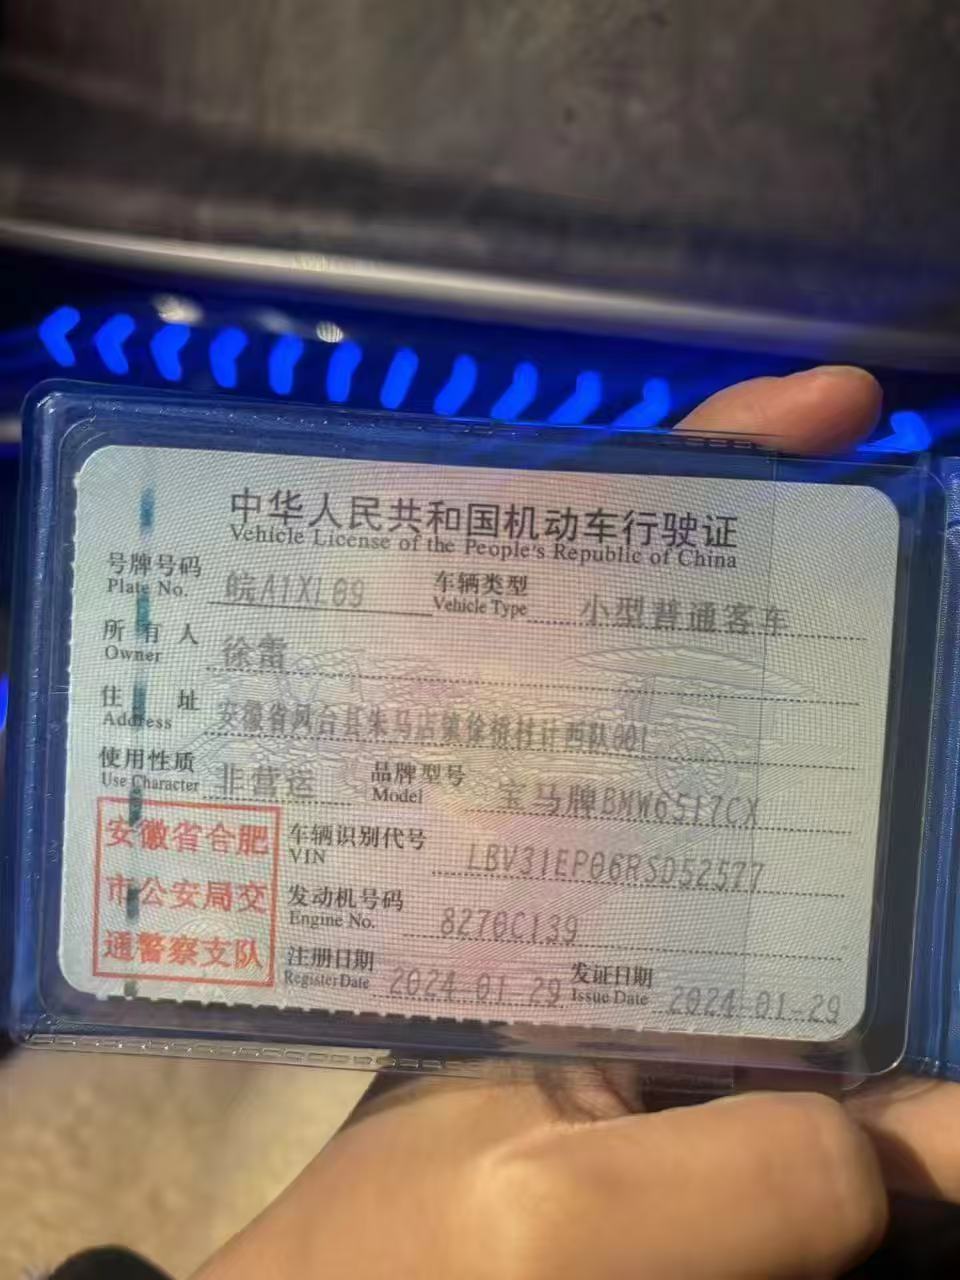 中华人民共和国机动车行驶证
Vehicle License of the People's Republic of China
号牌号码 皖A1XL09 车辆类型 小型普通客车
Plate No. Vehicle Type
所有人 徐雷
Owner
住址 安徽省凤台县朱马店镇徐桥村计西队001
Address
使用性质 非营运 品牌型号 宝马牌BMW6517CX
Use Character Model
安徽省合肥
市公安局交
通警察支队
车辆识别代号 LBV31EP06RSD52577
VIN
发动机号码 8270C139
Engine No.
注册日期 2024-01-29 发证日期 2024-01-29
Register Date Issue Date